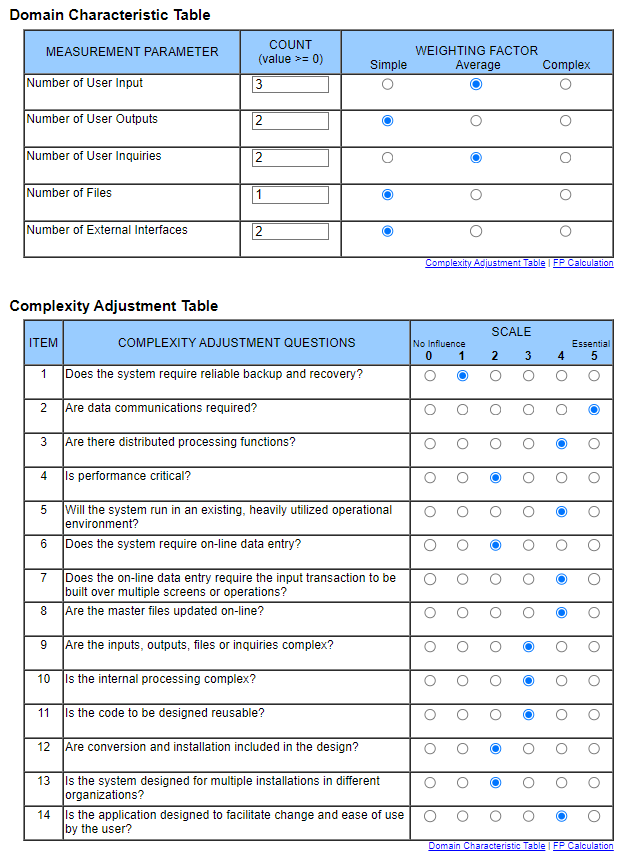 Domain Characteristic Table
MEASUREMENT PARAMETER
COUNT
(value >= 0)
WEIGHTING FACTOR
Simple Average Complex
Number of User Input 3
Number of User Outputs 2
Number of User Inquiries 2
Number of Files 1
Number of External Interfaces 2
Complexity Adjustment Table | FP Calculation
Complexity Adjustment Table
ITEM
COMPLEXITY ADJUSTMENT QUESTIONS
SCALE
No Influence Essential
0 1 2 3 4 5
1 Does the system require reliable backup and recovery?
2 Are data communications required?
3 Are there distributed processing functions?
4 Is performance critical?
5 Will the system run in an existing, heavily utilized operational
environment?
6 Does the system require on-line data entry?
7 Does the on-line data entry require the input transaction to be
built over multiple screens or operations?
8 Are the master files updated on-line?
9 Are the inputs, outputs, files or inquiries complex?
10 Is the internal processing complex?
11 Is the code to be designed reusable?
12 Are conversion and installation included in the design?
13 Is the system designed for multiple installations in different
organizations?
14 Is the application designed to facilitate change and ease of use
by the user?
Domain Characteristic Table | FP Calculation